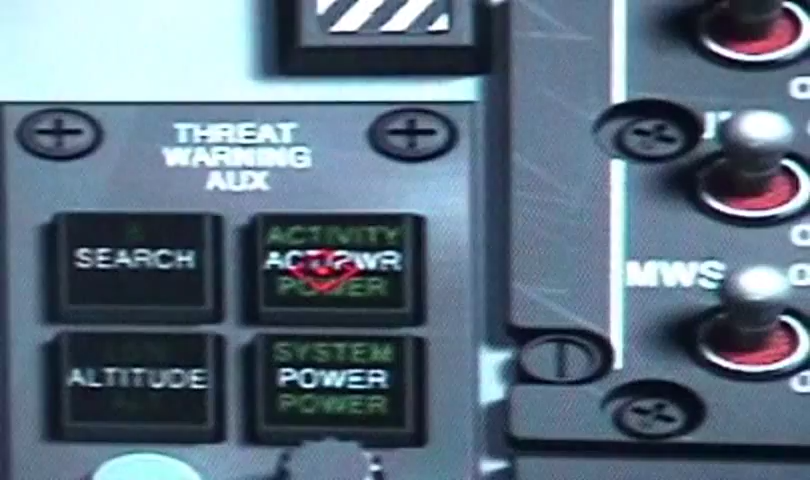 THREAT
WARNING
AUX
SEARCH
ACTIVITY
ACT/PWR
POWER
ALTITUDE
SYSTEM
POWER
POWER
MWS